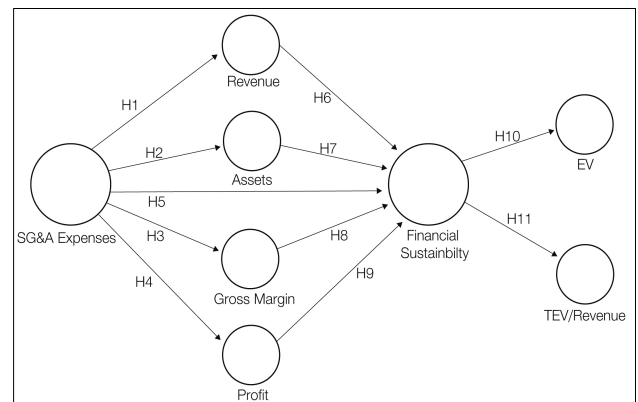 Revenue
H1
H6
H10
EV
H2
Assets
H7
H5
SG&A Expenses
H3
H8
Financial
Sustainbilty
H11
H4
Gross Margin
H9
TEV/Revenue
Profit